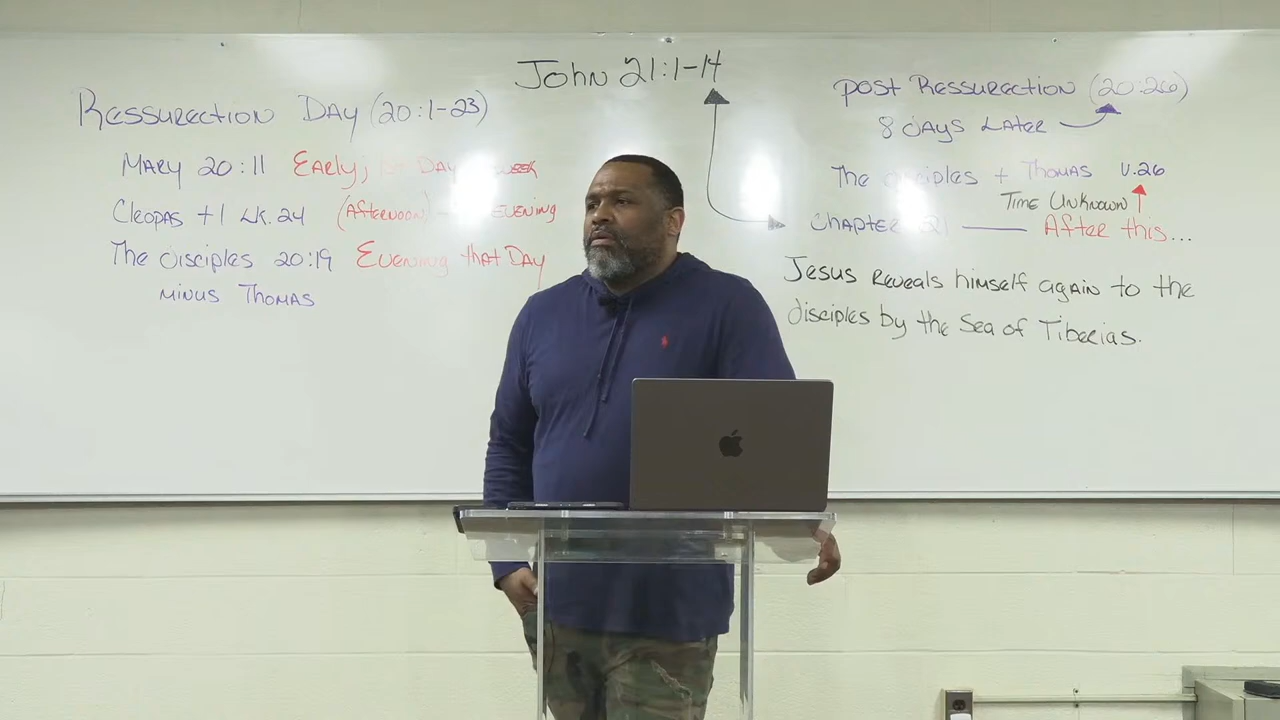 John 21:1-14
Ressurection Day (20:1-23)
Mary 20:11 Early; 1st Day week
Cleopas +1 LK.24 (Afternoon) - EVENING
The disciples 20:19 Evening that Day
minus Thomas
post Ressurection (20:26)
8 days Later
The disciples + Thomas v.26
Time Unknown
Chapter 21 After this...
Jesus Reveals himself again to the
disciples by the Sea of Tiberias.